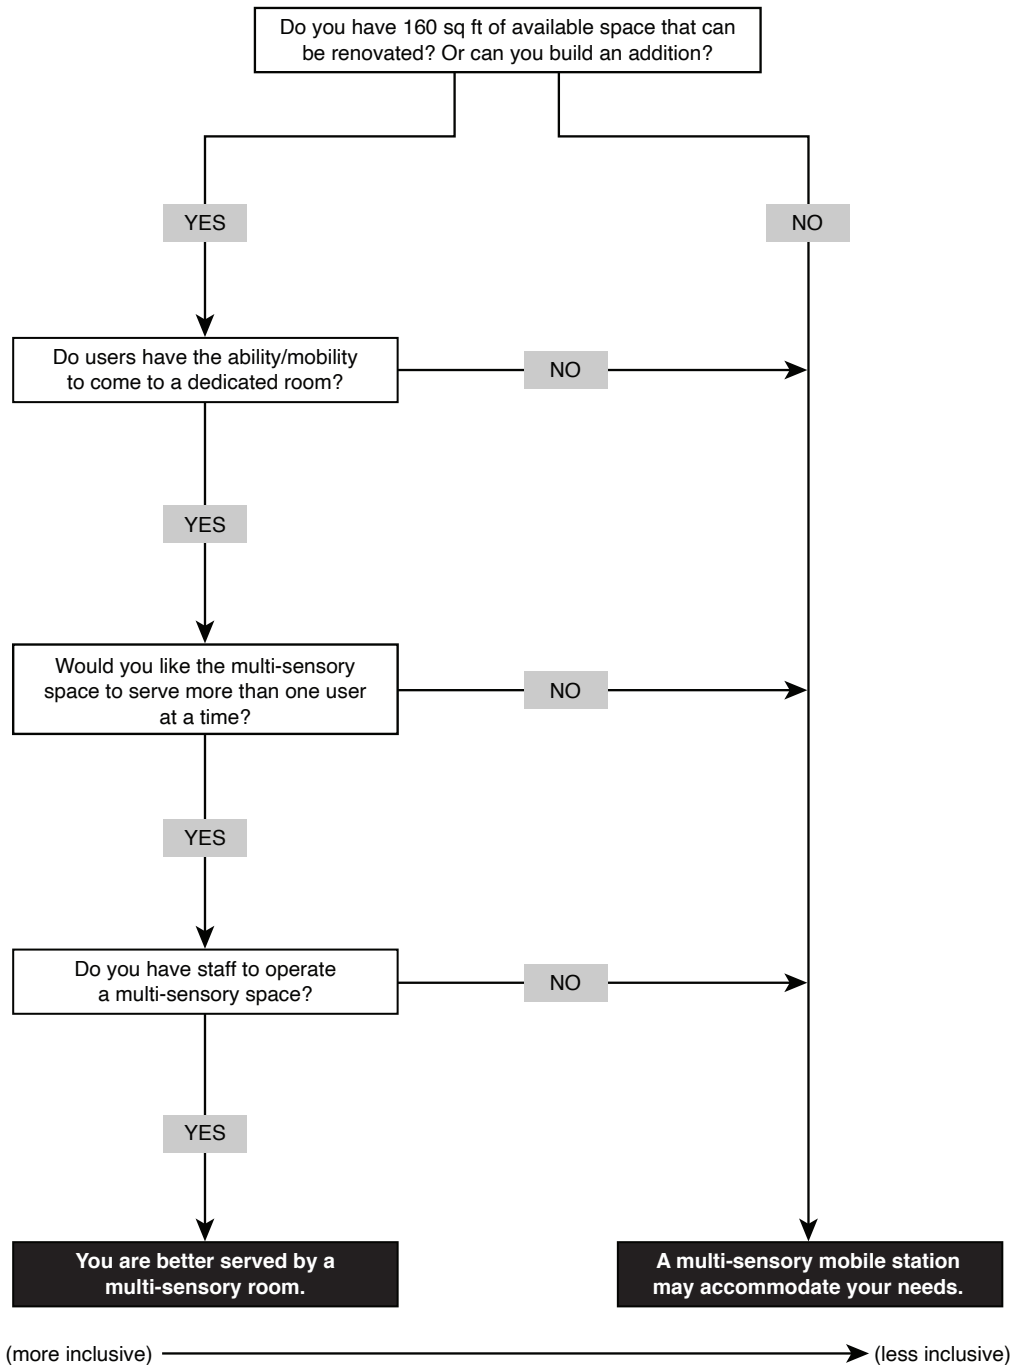 Do you have 160 sq ft of available space that can
be renovated? Or can you build an addition?
YES
NO
Do users have the ability/mobility
to come to a dedicated room?
NO
YES
Would you like the multi-sensory
space to serve more than one user
at a time?
NO
YES
Do you have staff to operate
a multi-sensory space?
NO
YES
You are better served by a
multi-sensory room.
A multi-sensory mobile station
may accommodate your needs.
(more inclusive)
(less inclusive)